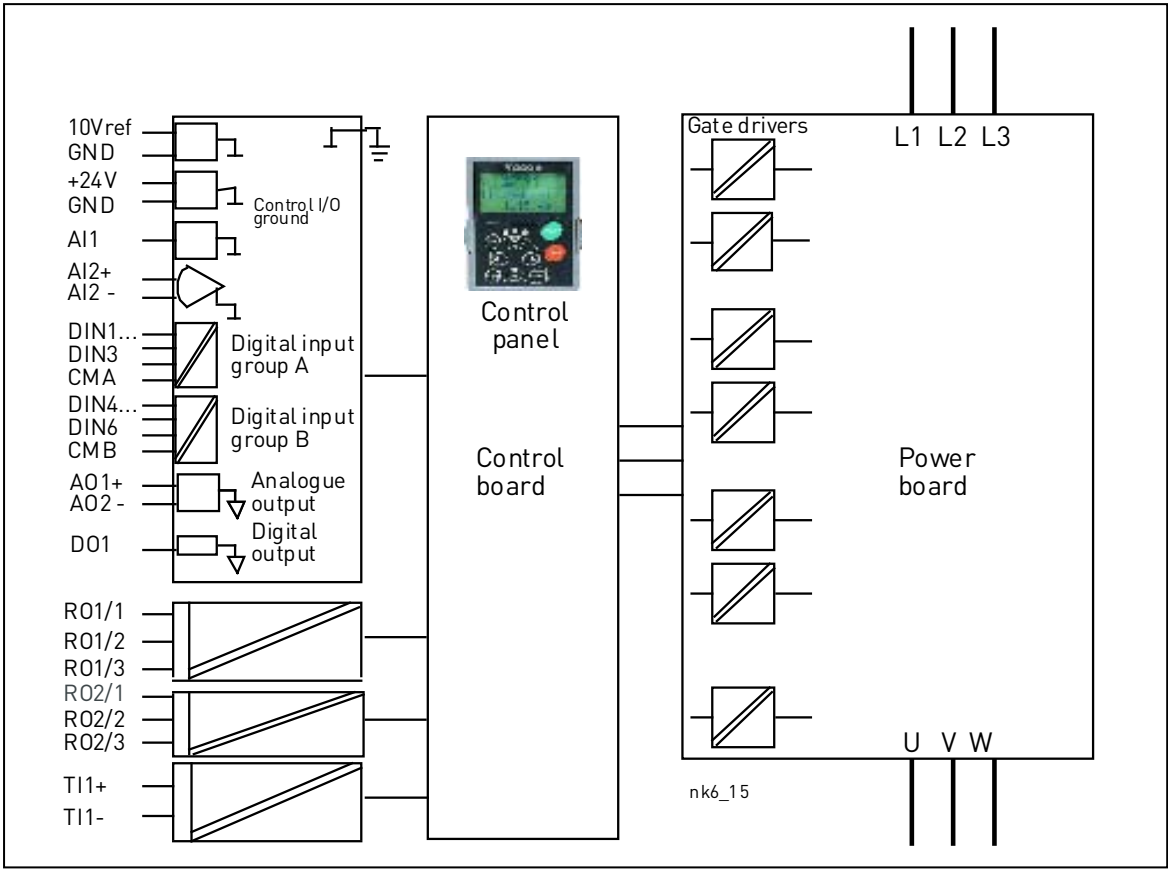 10Vref
GND
+24V
GND
AI1
AI2+
AI2 -
DIN1...
DIN3
CMA
DIN4...
DIN6
CMB
AO1+
AO2 -
DO1
Control I/O
ground
Digital input
group A
Digital input
group B
Analogue
output
Digital
output
RO1/1
RO1/2
RO1/3
RO2/1
RO2/2
RO2/3
TI1+
TI1-
Control
panel
Control
board
Gate drivers
L1 L2 L3
Power
board
U V W
nk6_15